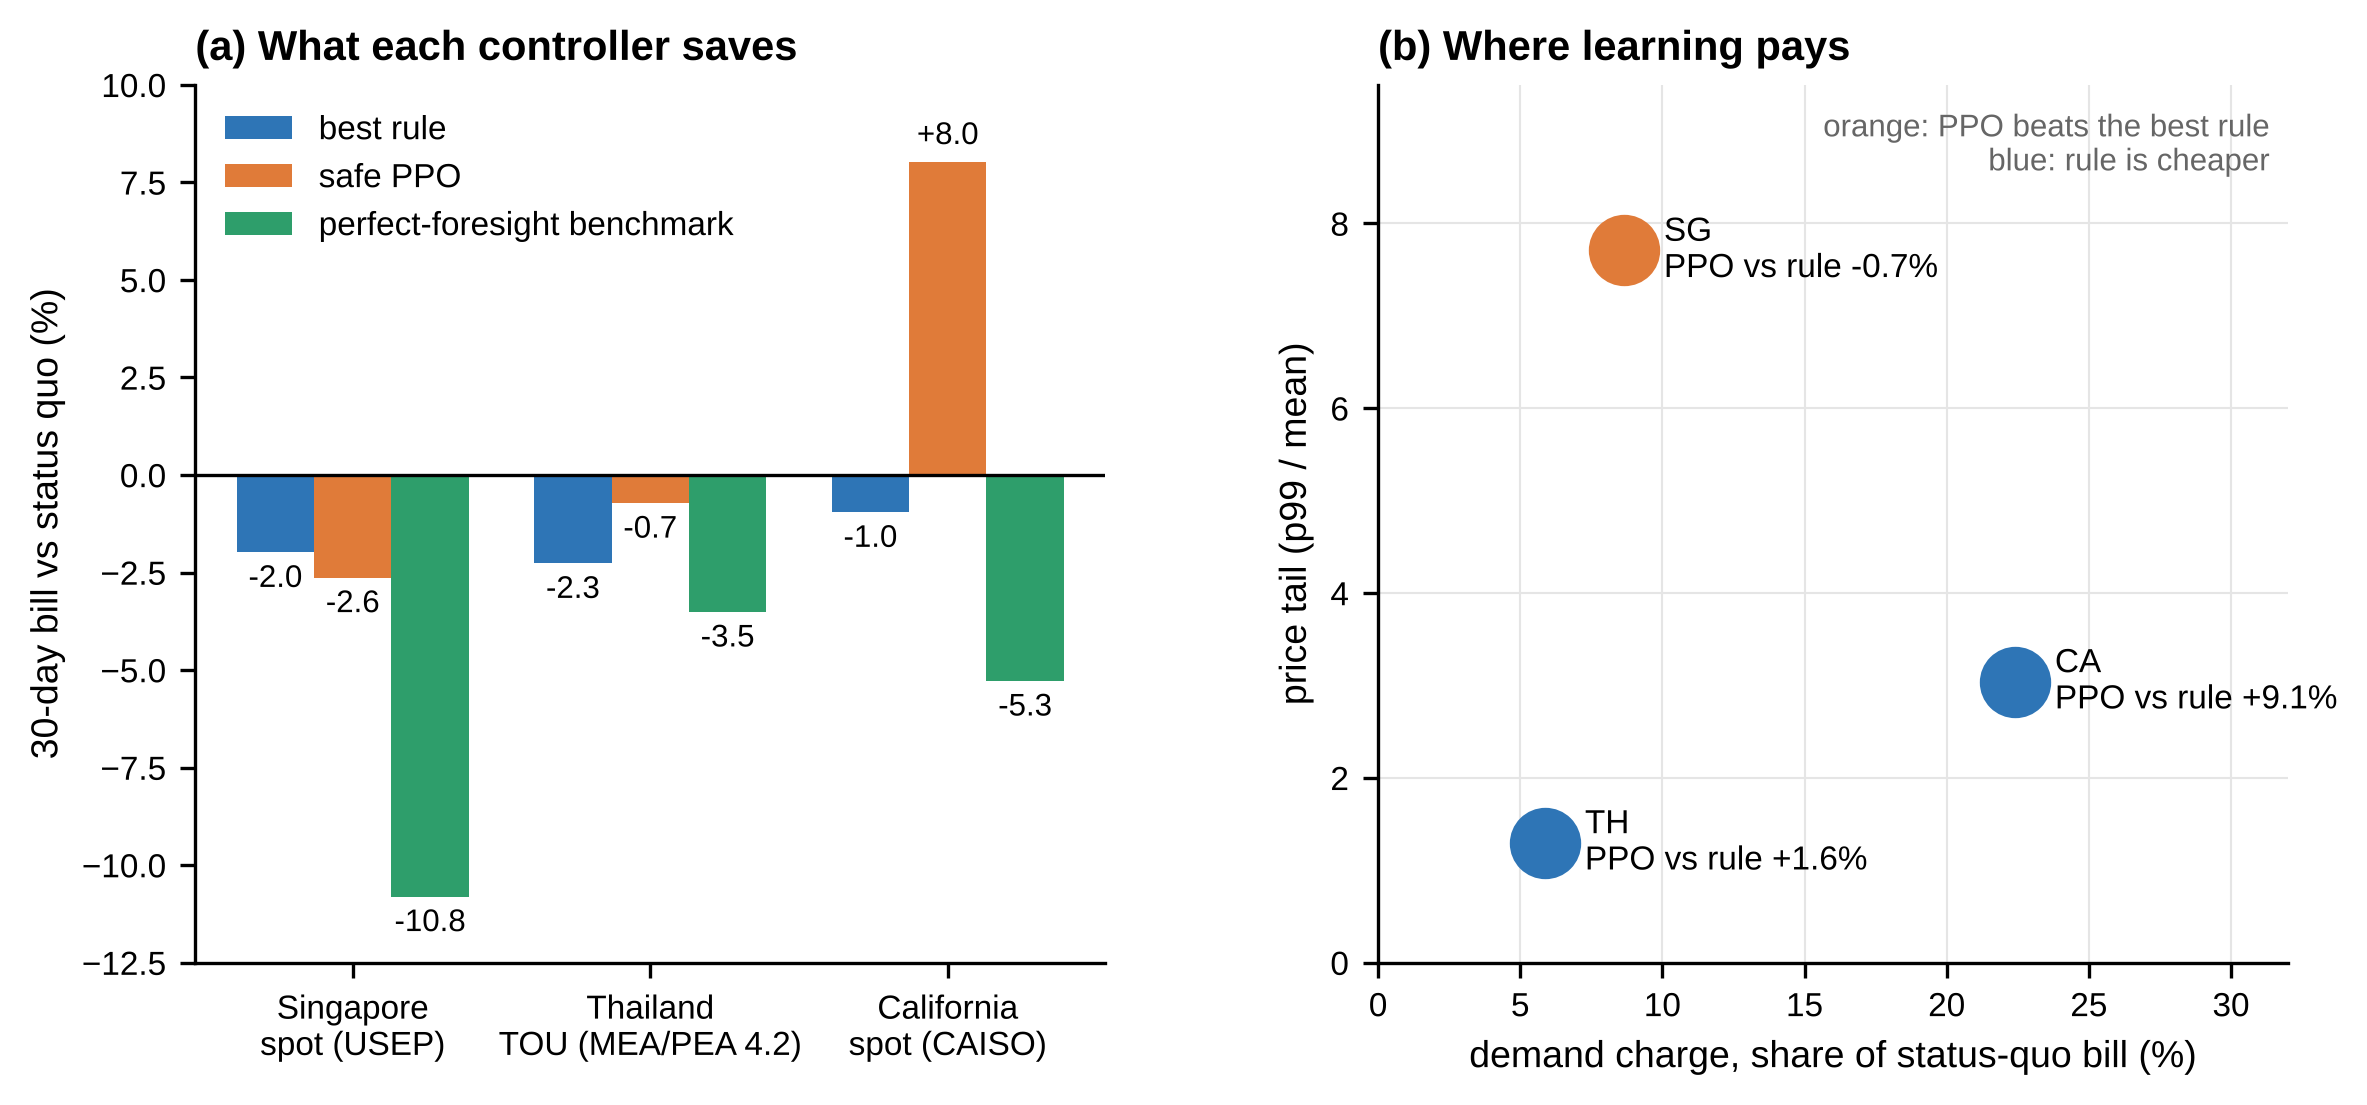 (a) What each controller saves
10.0
7.5
5.0
2.5
0.0
−2.5
−5.0
−7.5
−10.0
−12.5
30-day bill vs status quo (%)
best rule
safe PPO
perfect-foresight benchmark
-2.0
-2.6
-10.8
-2.3
-0.7
-3.5
-1.0
+8.0
-5.3
Singapore
spot (USEP)
Thailand
TOU (MEA/PEA 4.2)
California
spot (CAISO)
(b) Where learning pays
orange: PPO beats the best rule
blue: rule is cheaper
8
6
4
2
0
price tail (p99 / mean)
SG
PPO vs rule -0.7%
CA
PPO vs rule +9.1%
TH
PPO vs rule +1.6%
0
5
10
15
20
25
30
demand charge, share of status-quo bill (%)